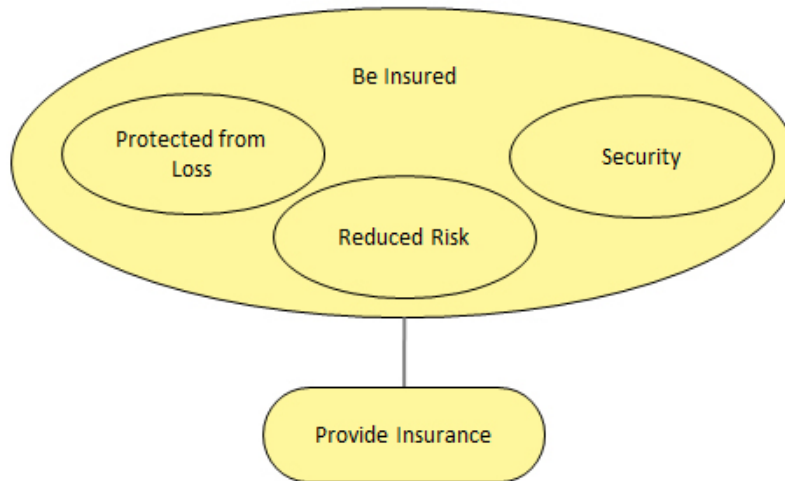 Be Insured
Protected from
Loss
Security
Reduced Risk
Provide Insurance